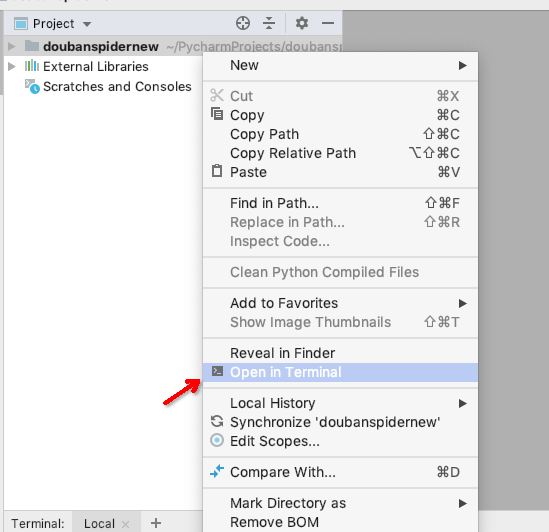 Project
doubanspidernew ~/PycharmProjects/doubans
External Libraries
Scratches and Consoles
New
Cut ⌘X
Copy ⌘C
Copy Path ⇧⌘C
Copy Relative Path ⌥⇧⌘C
Paste ⌘V
Find in Path... ⇧⌘F
Replace in Path... ⇧⌘R
Inspect Code...
Clean Python Compiled Files
Add to Favorites
Show Image Thumbnails ⇧⌘T
Reveal in Finder
Open in Terminal
Local History
Synchronize 'doubanspidernew'
Edit Scopes...
Compare With... ⌘D
Mark Directory as
Remove BOM
Terminal: Local × +